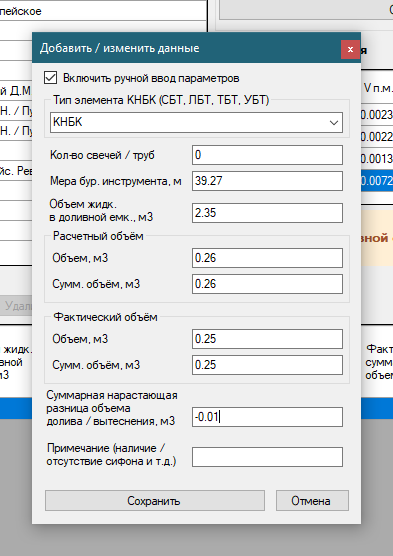 пейское
Добавить / изменить данные
x
Включить ручной ввод параметров
Тип элемента КНБК (СБТ, ЛБТ, ТБТ, УБТ)
КНБК
Кол-во свечей / труб
0
Мера бур. инструмента, м
39.27
Объем жидк.
в доливной емк., м3
2.35
Расчетный объём
Объем, м3
0.26
Сумм. объём, м3
0.26
Фактический объём
Объем, м3
0.25
Сумм. объём, м3
0.25
Суммарная нарастающая
разница объема
долива / вытеснения, м3
-0.01
Примечание (наличие /
отсутствие сифона и т.д.)
Сохранить
Отмена
й Д.М
Н. / Пу
Н. / Пу
йс. Рев
Удал
жидк.
вной
м3
V п.м.
0.0023
0.0022
0.0013
0.0072
вной
Факт
сумм
объем